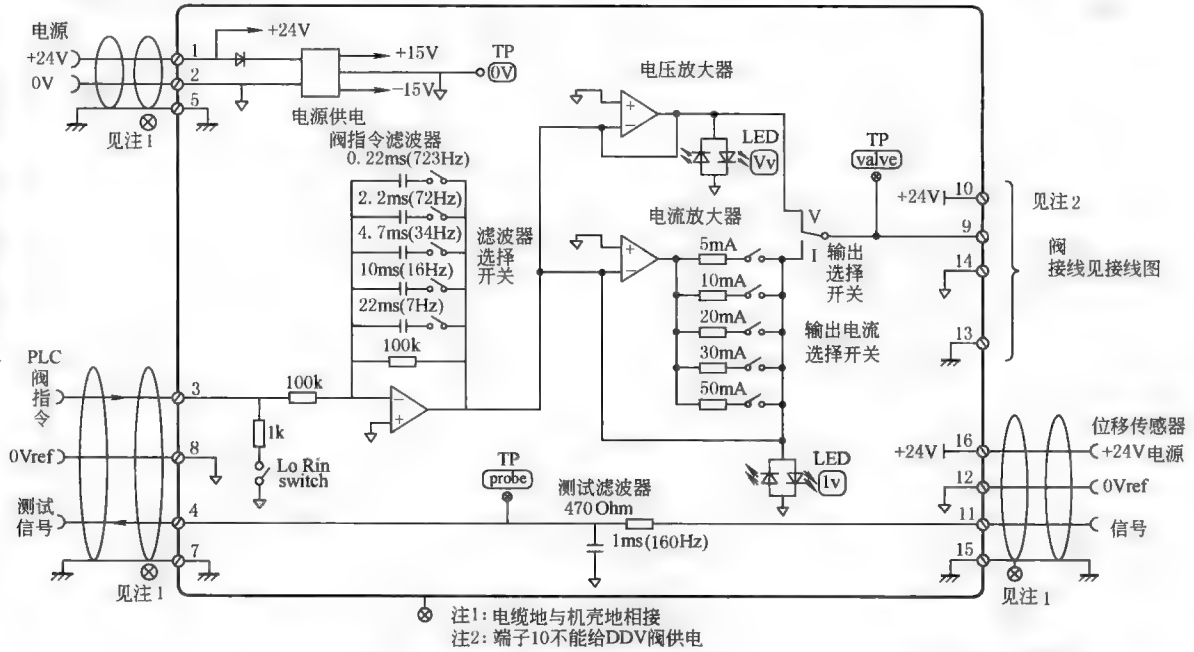 电源
+24V
0V
1
2
5
见注1
+24V
+15V
-15V
TP
0V
电源供电
阀指令滤波器
0.22ms(723Hz)
2.2ms(72Hz)
4.7ms(34Hz)
10ms(16Hz)
22ms(7Hz)
100k
滤波器
选择
开关
电压放大器
LED
Vv
电流放大器
5mA
10mA
20mA
30mA
50mA
V
I
输出
选择
开关
输出电流
选择开关
TP
valve
+24V
10
9
14
13
见注2
阀
接线见接线图
PLC
阀
指
令
3
100k
1k
Lo Rin
switch
0Vref
8
测试
信号
4
7
见注1
TP
probe
测试滤波器
470 Ohm
1ms(160Hz)
LED
1v
位移传感器
+24V
16
+24V电源
12
0Vref
11
信号
15
见注1
注1:电缆地与机壳地相接
注2:端子10不能给DDV阀供电